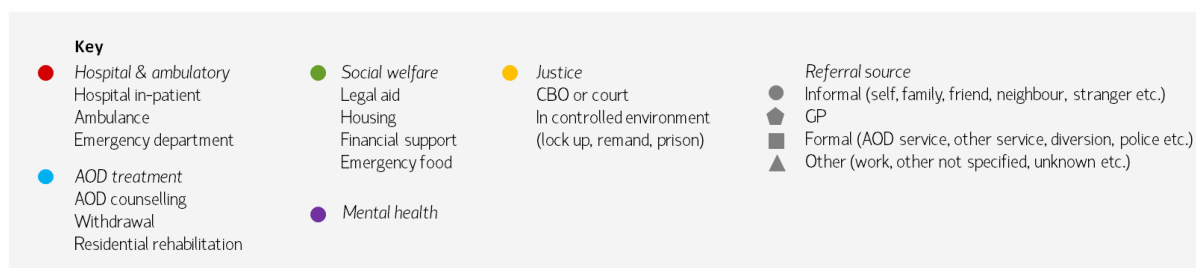 Key
Hospital & ambulatory
Hospital in-patient
Ambulance
Emergency department
AOD treatment
AOD counselling
Withdrawal
Residential rehabilitation
Social welfare
Legal aid
Housing
Financial support
Emergency food
Mental health
Justice
CBO or court
In controlled environment
(lock up, remand, prison)
Referral source
Informal (self, family, friend, neighbour, stranger etc.)
GP
Formal (AOD service, other service, diversion, police etc.)
Other (work, other not specified, unknown etc.)